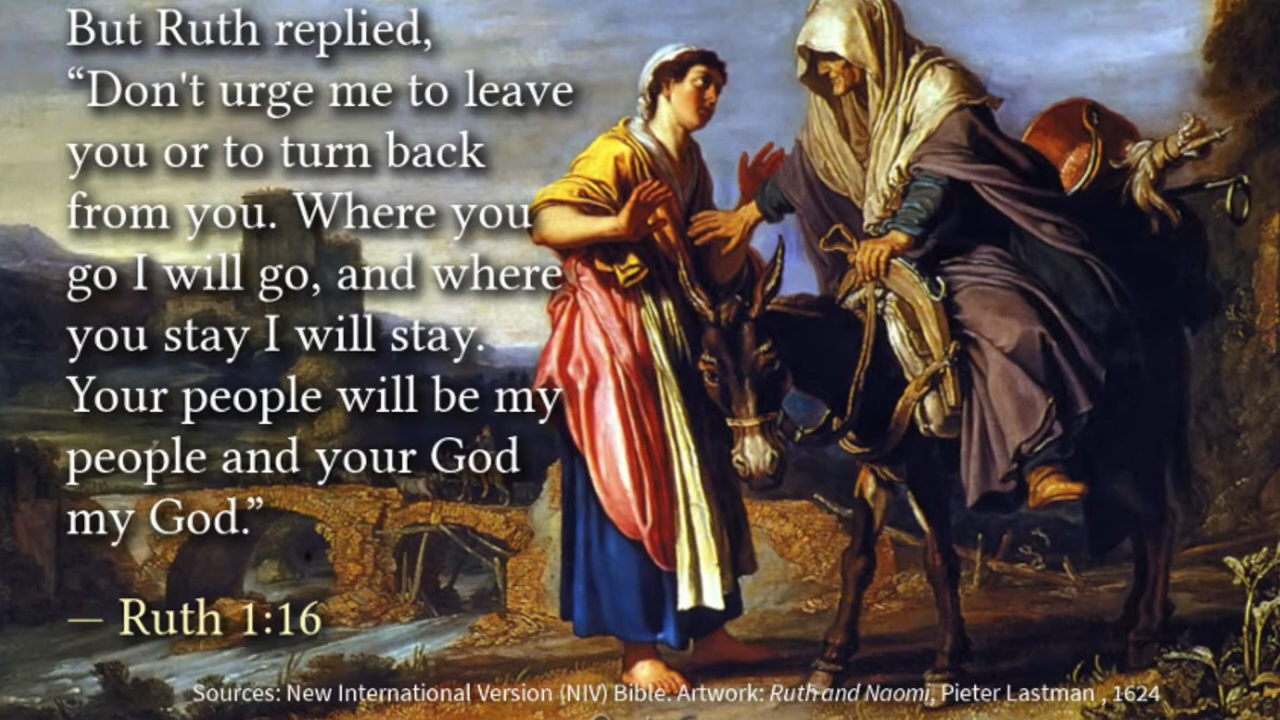 But Ruth replied,
“Don't urge me to leave
you or to turn back
from you. Where you
go I will go, and where
you stay I will stay.
Your people will be my
people and your God
my God.”
— Ruth 1:16
Sources: New International Version (NIV) Bible. Artwork: Ruth and Naomi, Pieter Lastman , 1624